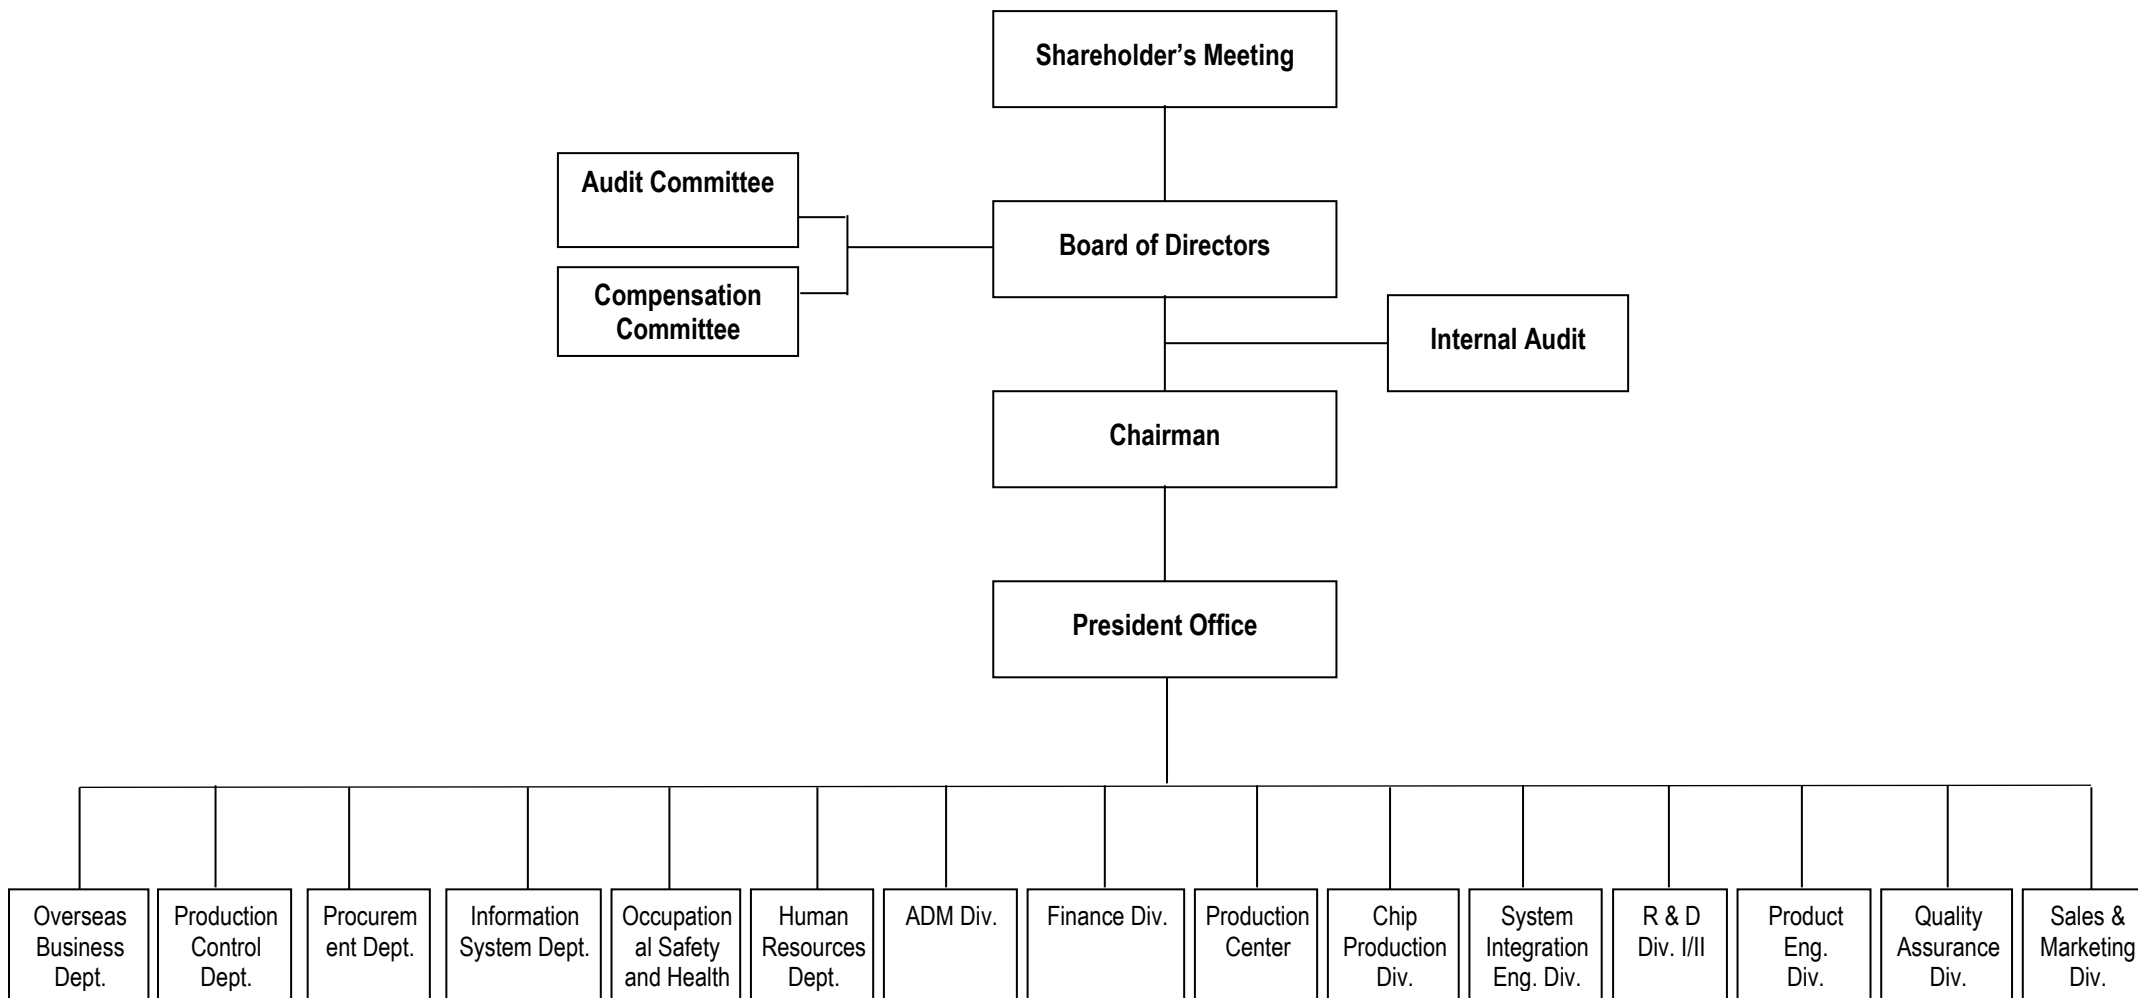 Shareholder’s Meeting
Audit Committee
Board of Directors
Compensation
Committee
Internal Audit
Chairman
President Office
Overseas
Business
Dept.
Production
Control
Dept.
Procurem
ent Dept.
Information
System Dept.
Occupation
al Safety
and Health
Human
Resources
Dept.
ADM Div.
Finance Div.
Production
Center
Chip
Production
Div.
System
Integration
Eng. Div.
R & D
Div. I/II
Product
Eng.
Div.
Quality
Assurance
Div.
Sales &
Marketing
Div.